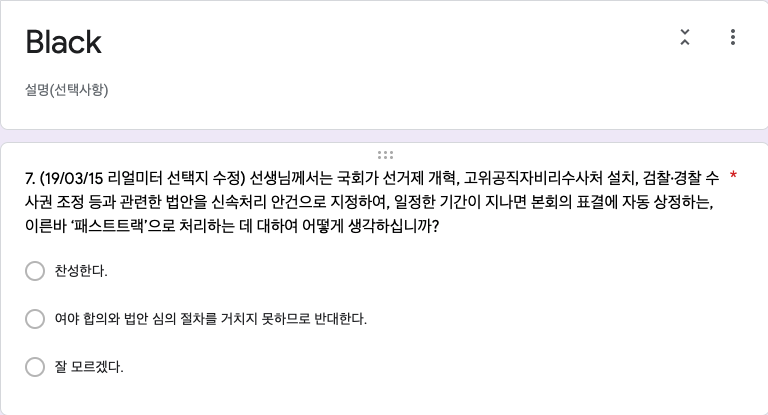 Black
설명(선택사항)
7. (19/03/15 리얼미터 선택지 수정) 선생님께서는 국회가 선거제 개혁, 고위공직자비리수사처 설치, 검찰·경찰 수 *
사권 조정 등과 관련한 법안을 신속처리 안건으로 지정하여, 일정한 기간이 지나면 본회의 표결에 자동 상정하는,
이른바 ‘패스트트랙’으로 처리하는 데 대하여 어떻게 생각하십니까?
찬성한다.
여야 합의와 법안 심의 절차를 거치지 못하므로 반대한다.
잘 모르겠다.